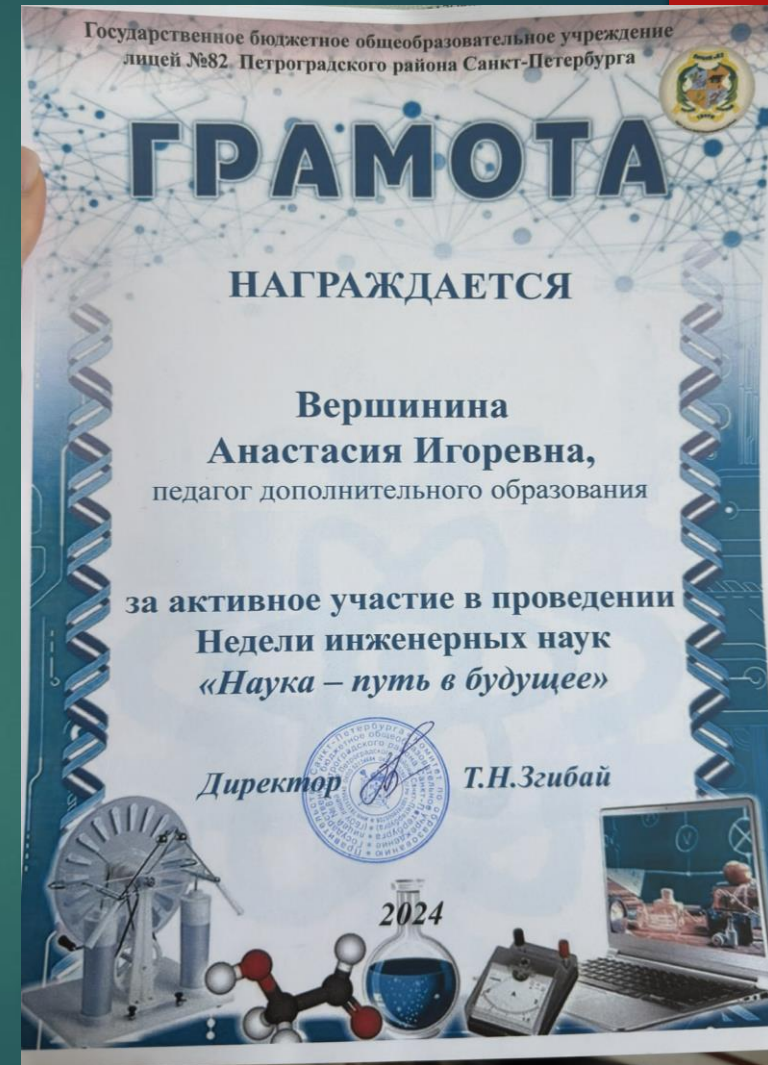 Государственное бюджетное общеобразовательное учреждение
лицей №82 Петроградского района Санкт-Петербурга
ГРАМОТА
НАГРАЖДАЕТСЯ
Вершинина
Анастасия Игоревна,
педагог дополнительного образования
за активное участие в проведении
Недели инженерных наук
«Наука – путь в будущее»
Директор Т.Н.Згибай
2024